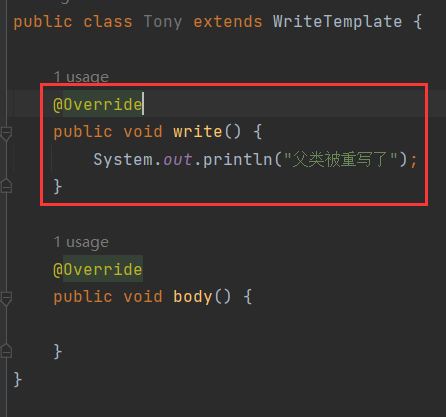 public class Tony extends WriteTemplate {
1 usage
@Override
public void write() {
System.out.println("父类被重写了");
}
1 usage
@Override
public void body() {
}
}